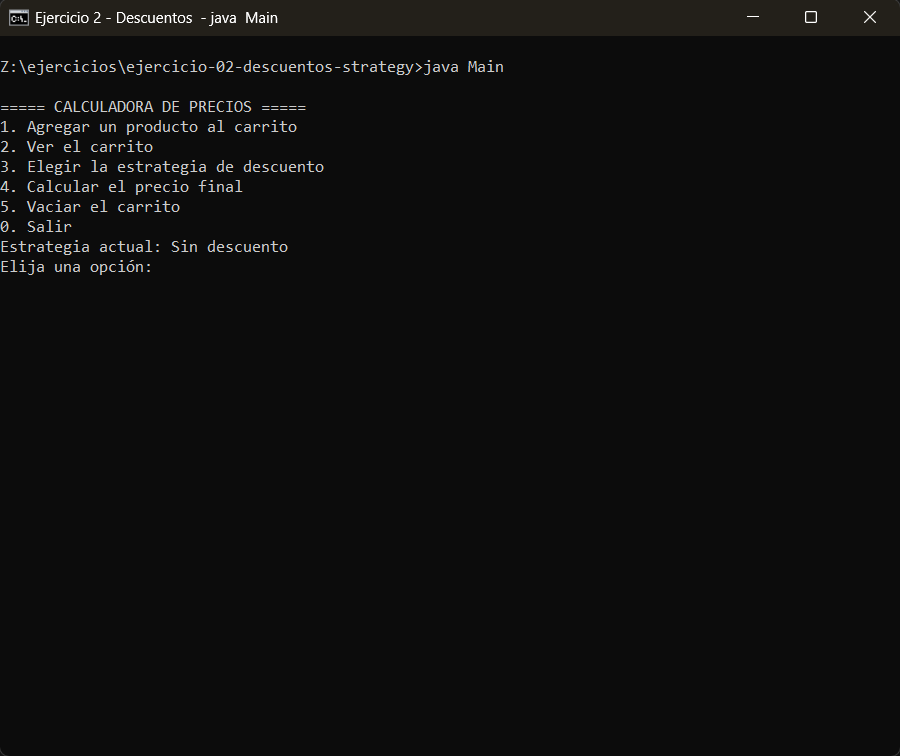 Ejercicio 2 - Descuentos - java Main
Z:\ejercicios\ejercicio-02-descuentos-strategy>java Main
===== CALCULADORA DE PRECIOS =====
1. Agregar un producto al carrito
2. Ver el carrito
3. Elegir la estrategia de descuento
4. Calcular el precio final
5. Vaciar el carrito
0. Salir
Estrategia actual: Sin descuento
Elija una opción: